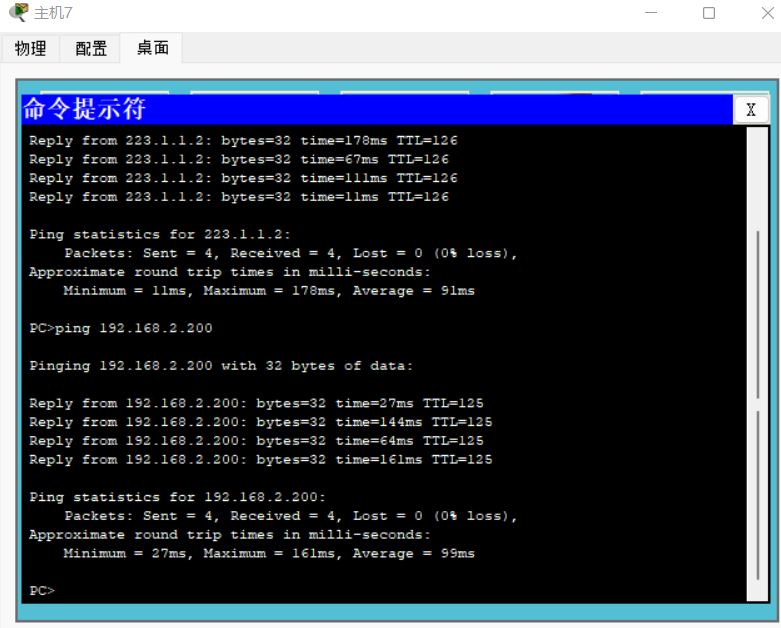 主机7
物理 配置 桌面
命令提示符 X
Reply from 223.1.1.2: bytes=32 time=178ms TTL=126
Reply from 223.1.1.2: bytes=32 time=67ms TTL=126
Reply from 223.1.1.2: bytes=32 time=111ms TTL=126
Reply from 223.1.1.2: bytes=32 time=11ms TTL=126
Ping statistics for 223.1.1.2:
Packets: Sent = 4, Received = 4, Lost = 0 (0% loss),
Approximate round trip times in milli-seconds:
Minimum = 11ms, Maximum = 178ms, Average = 91ms
PC>ping 192.168.2.200
Pinging 192.168.2.200 with 32 bytes of data:
Reply from 192.168.2.200: bytes=32 time=27ms TTL=125
Reply from 192.168.2.200: bytes=32 time=144ms TTL=125
Reply from 192.168.2.200: bytes=32 time=64ms TTL=125
Reply from 192.168.2.200: bytes=32 time=161ms TTL=125
Ping statistics for 192.168.2.200:
Packets: Sent = 4, Received = 4, Lost = 0 (0% loss),
Approximate round trip times in milli-seconds:
Minimum = 27ms, Maximum = 161ms, Average = 99ms
PC>